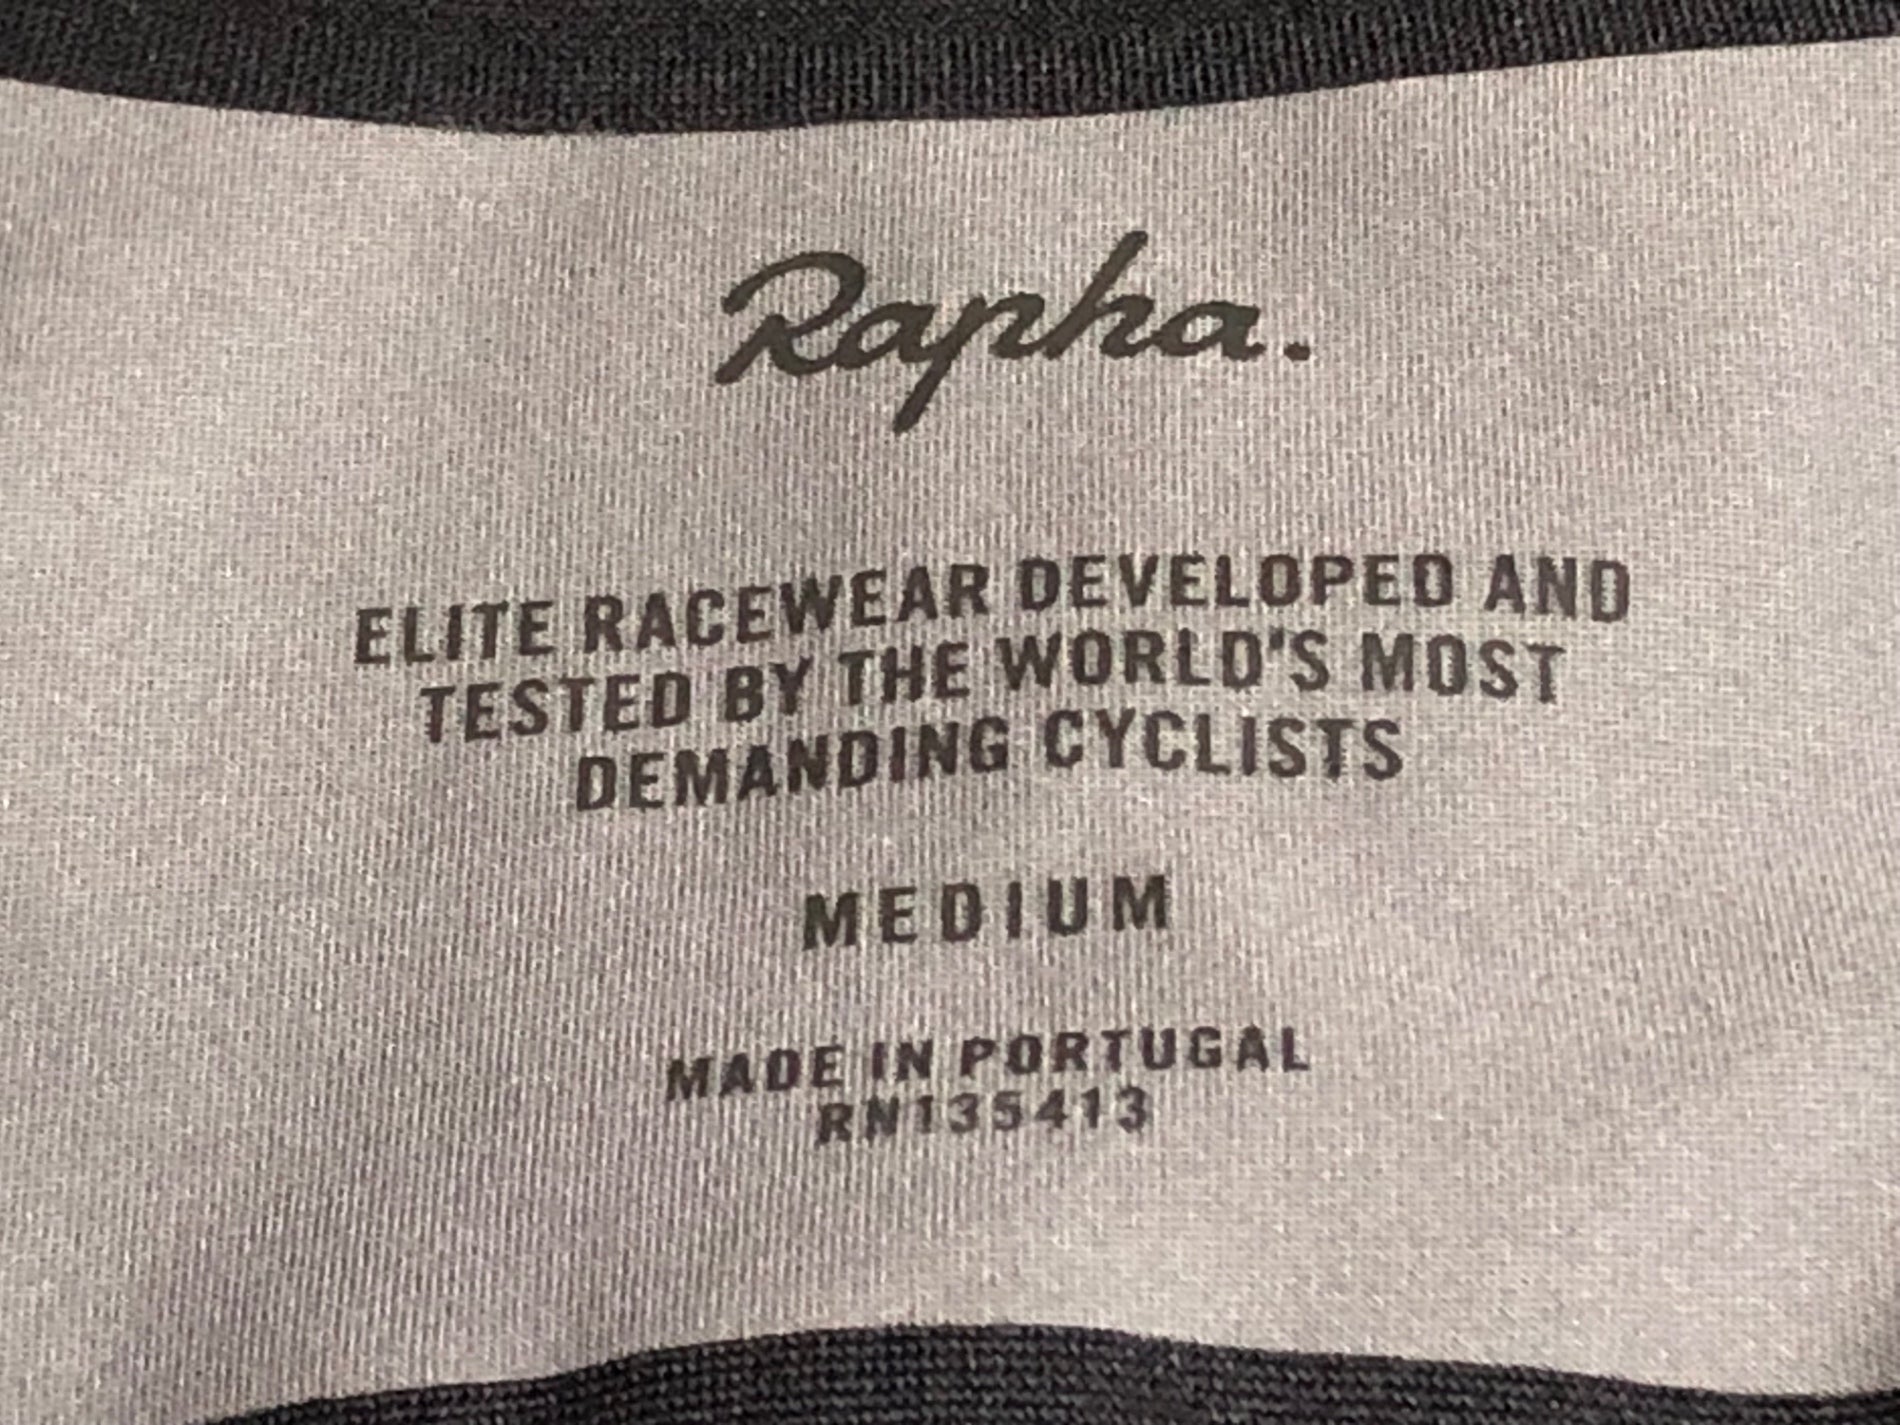 Rapha.
ELITE RACEWEAR DEVELOPED AND
TESTED BY THE WORLD'S MOST
DEMANDING CYCLISTS
MEDIUM
MADE IN PORTUGAL
RN135413